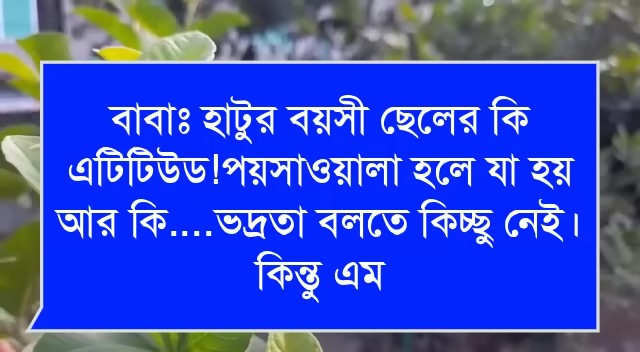 বাবাঃ হাটুর বয়সী ছেলের কি
এটিটিউড!পয়সাওয়ালা হলে যা হয়
আর কি....ভদ্রতা বলতে কিচ্ছু নেই।
কিন্তু এম